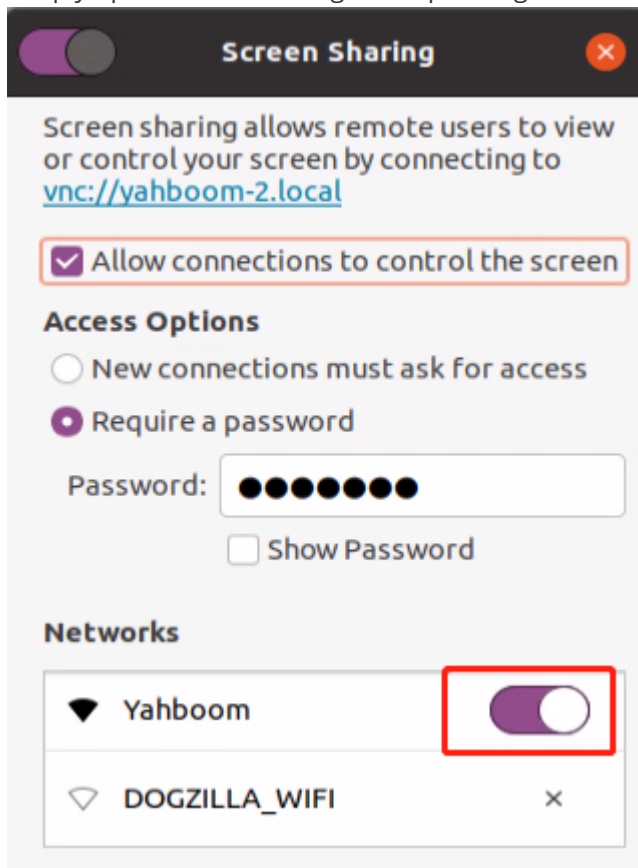 Screen Sharing
Screen sharing allows remote users to view
or control your screen by connecting to
vnc://yahboom-2.local
Allow connections to control the screen
Access Options
New connections must ask for access
Require a password
Password: ●●●●●●●
Show Password
Networks
Yahboom
DOGZILLA_WIFI